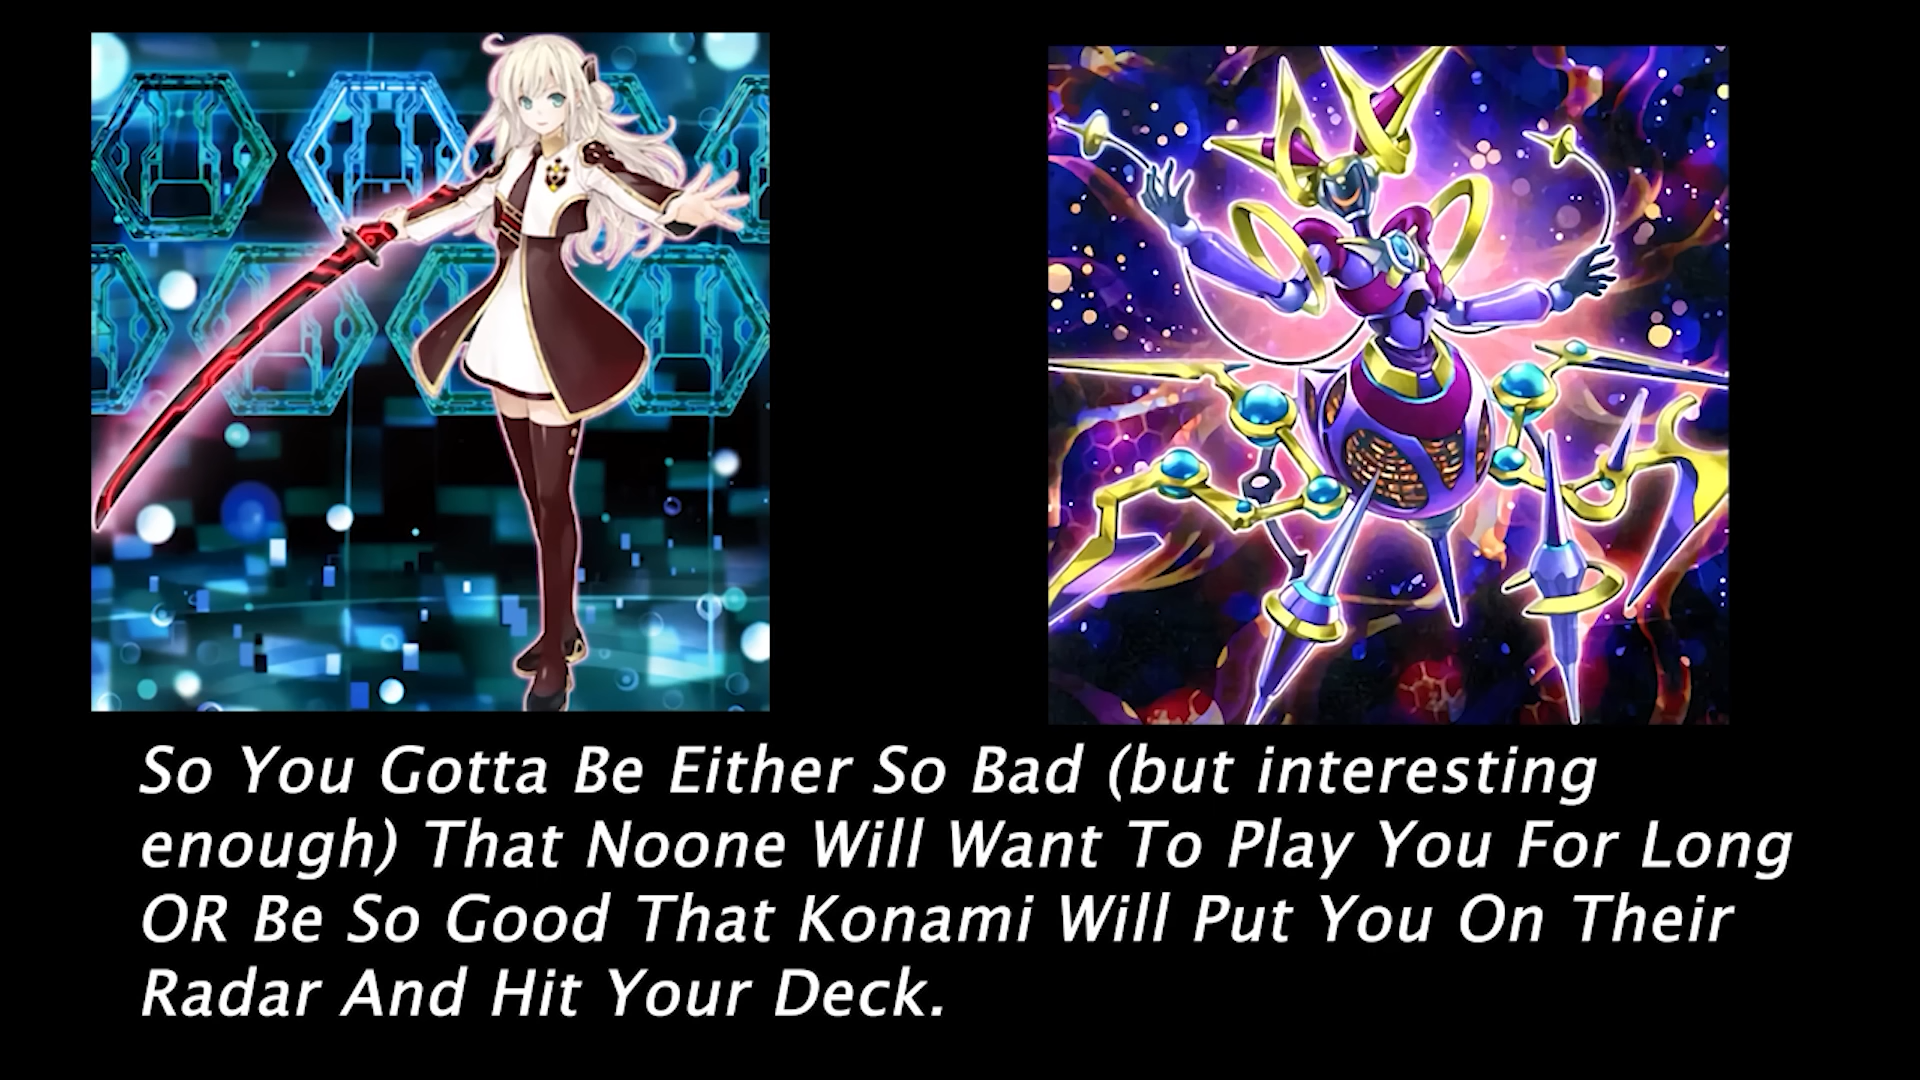 So You Gotta Be Either So Bad (but interesting
enough) That Noone Will Want To Play You For Long
OR Be So Good That Konami Will Put You On Their
Radar And Hit Your Deck.